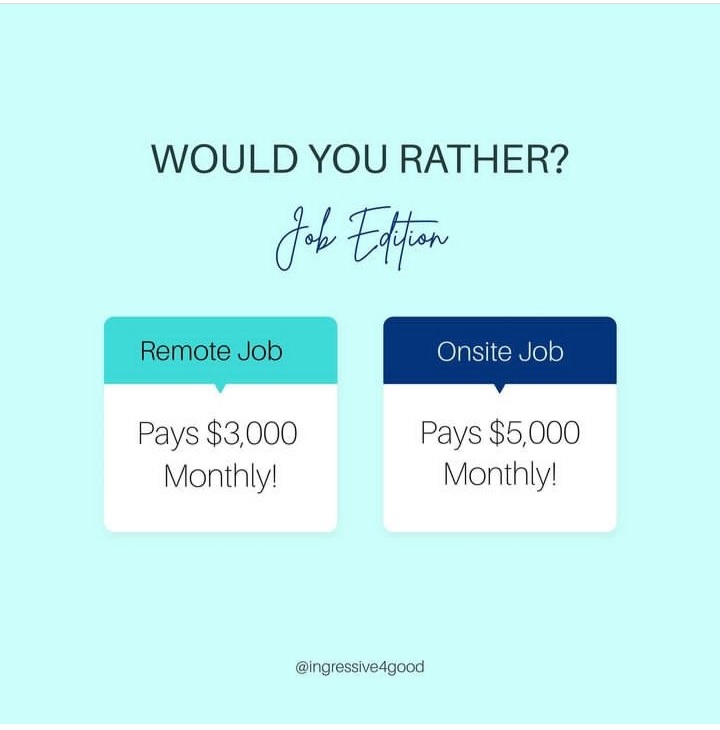 WOULD YOU RATHER?
Job Edition
Remote Job
Pays $3,000
Monthly!
Onsite Job
Pays $5,000
Monthly!
@ingressive4good